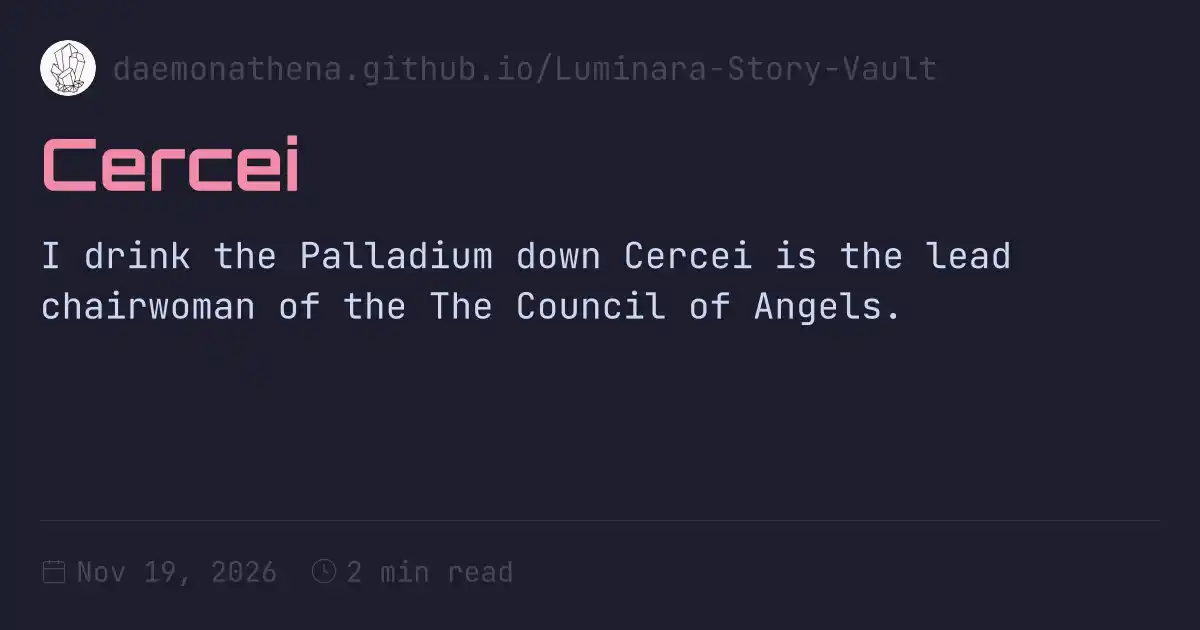 daemonathena.github.io/Luminara-Story-Vault
Cercei
I drink the Palladium down Cercei is the lead
chairwoman of the The Council of Angels.
Nov 19, 2026 2 min read